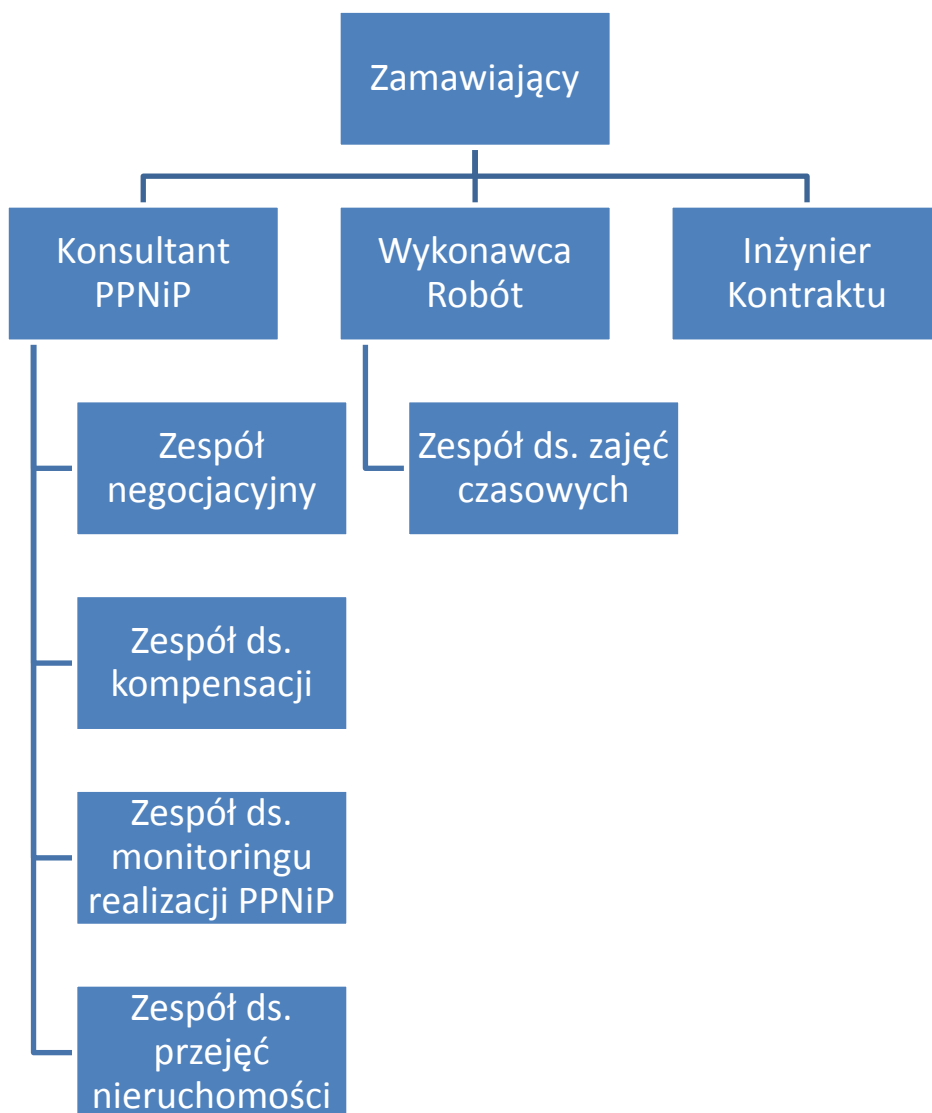 Zamawiający
Konsultant
PPNiP
Wykonawca
Robót
Inżynier
Kontraktu
Zespół
negocjacyjny
Zespół ds. zajęć
czasowych
Zespół ds.
kompensacji
Zespół ds.
monitoringu
realizacji PPNiP
Zespół ds.
przejęć
nieruchomości